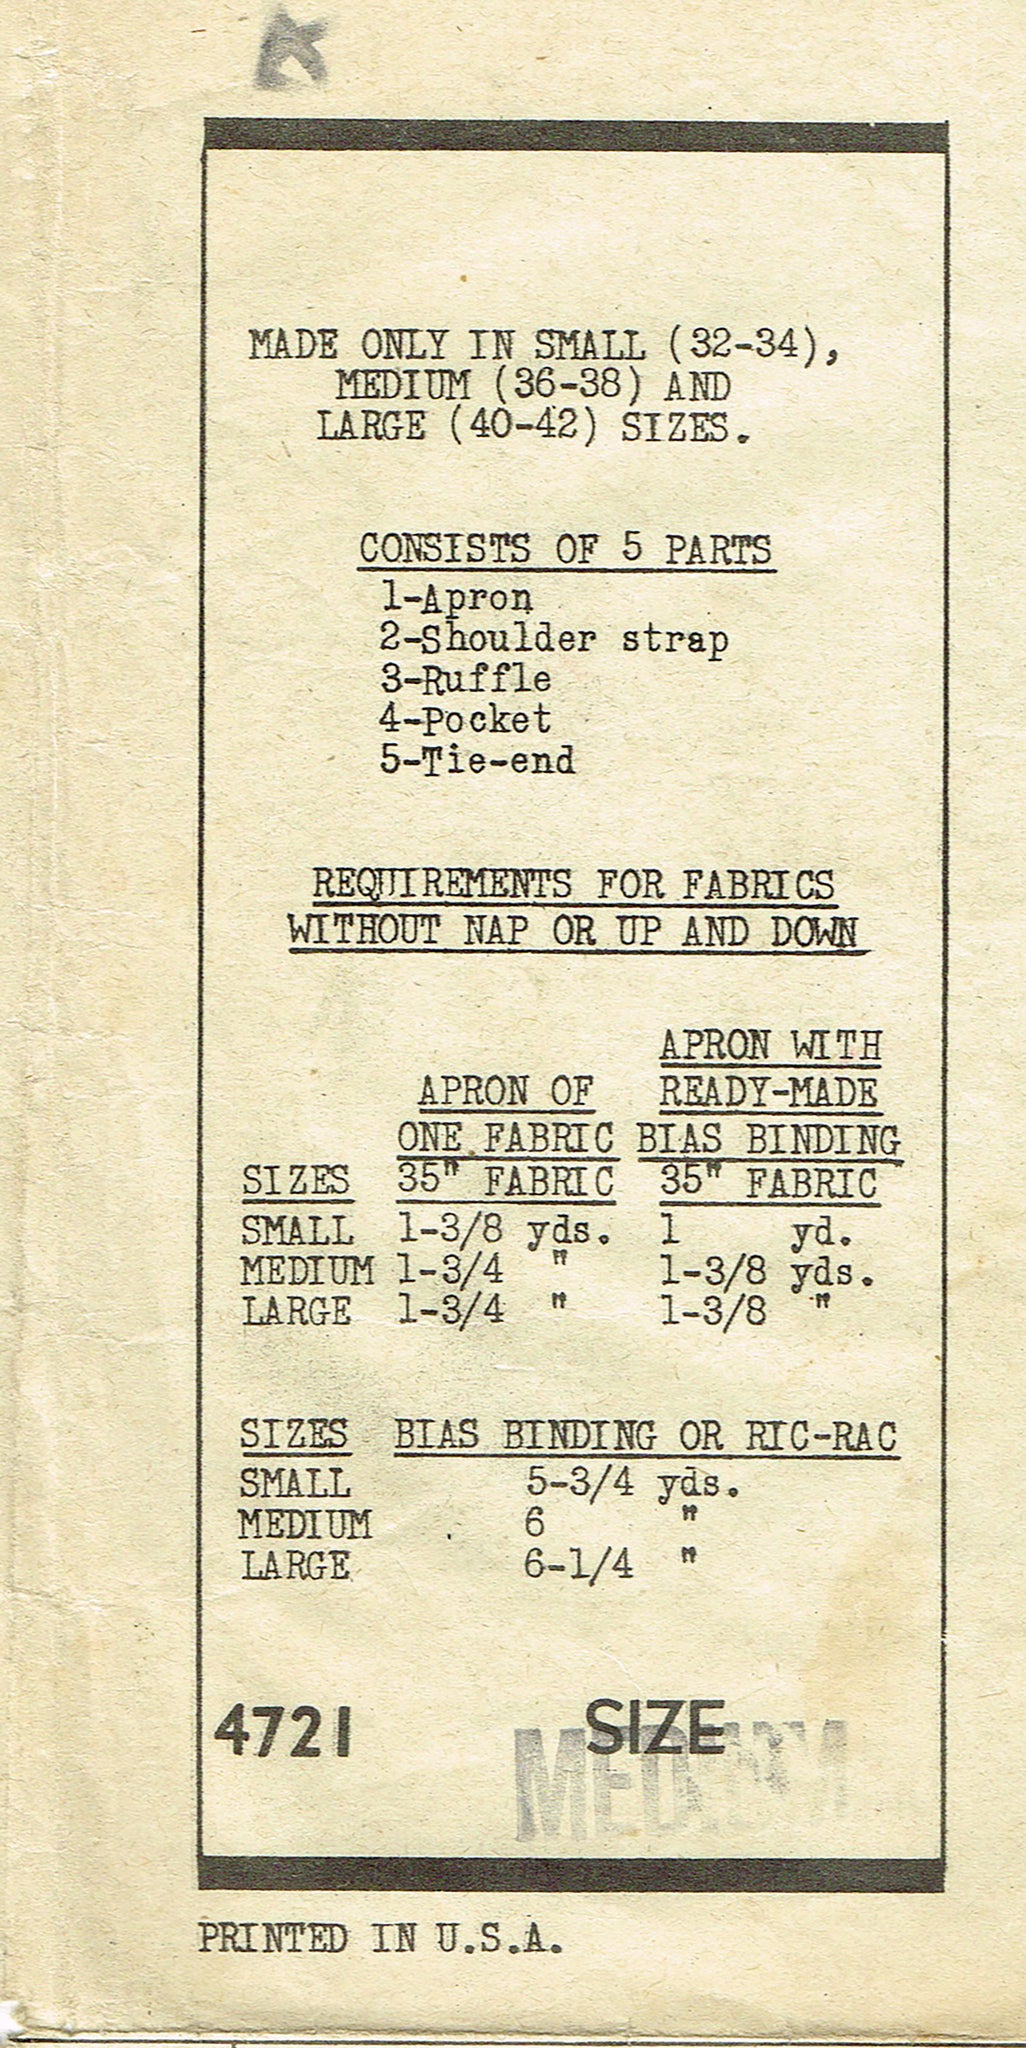 MADE ONLY IN SMALL (32-34),
MEDIUM (36-38) AND
LARGE (40-42) SIZES.
CONSISTS OF 5 PARTS
1-Apron
2-Shoulder strap
3-Ruffle
4-Pocket
5-Tie-end
REQUIREMENTS FOR FABRICS
WITHOUT NAP OR UP AND DOWN
APRON WITH
APRON OF READY-MADE
ONE FABRIC BIAS BINDING
SIZES 35" FABRIC 35" FABRIC
SMALL 1-3/8 yds. 1 yd.
MEDIUM 1-3/4 " 1-3/8 yds.
LARGE 1-3/4 " 1-3/8 "
SIZES BIAS BINDING OR RIC-RAC
SMALL 5-3/4 yds.
MEDIUM 6 "
LARGE 6-1/4 "
4721 SIZE
MEDIUM
PRINTED IN U.S.A.